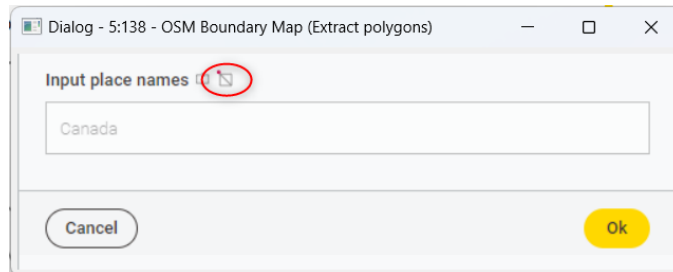 Dialog - 5:138 - OSM Boundary Map (Extract polygons)
Input place names
Canada
Cancel
Ok